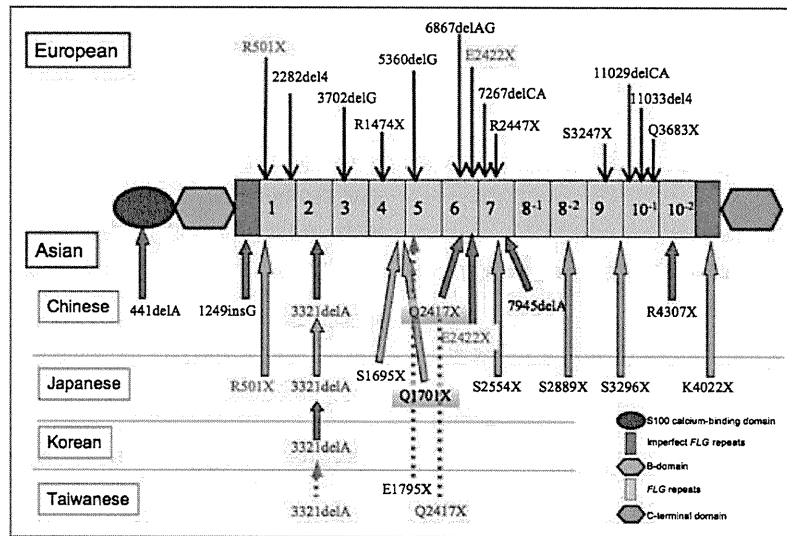 European
R501X
2282del4
3702delG
R1474X
5360delG
6867delAG
E2422X
7267delCA
R2447X
S3247X
11029delCA
11033del4
Q3683X
1 2 3 4 5 6 7 8-1 8-2 9 10-1 10-2
Asian
Chinese
441delA
1249insG
3321delA
Q2417X
E2422X
7945delA
R4307X
Japanese
R501X
3321delA
S1695X
Q1701X
S2554X
S2889X
S3296X
K4022X
Korean
3321delA
Taiwanese
3321delA
E1795X
Q2417X
S100 calcium-binding domain
Imperfect FLG repeats
B-domain
FLG repeats
C-terminal domain